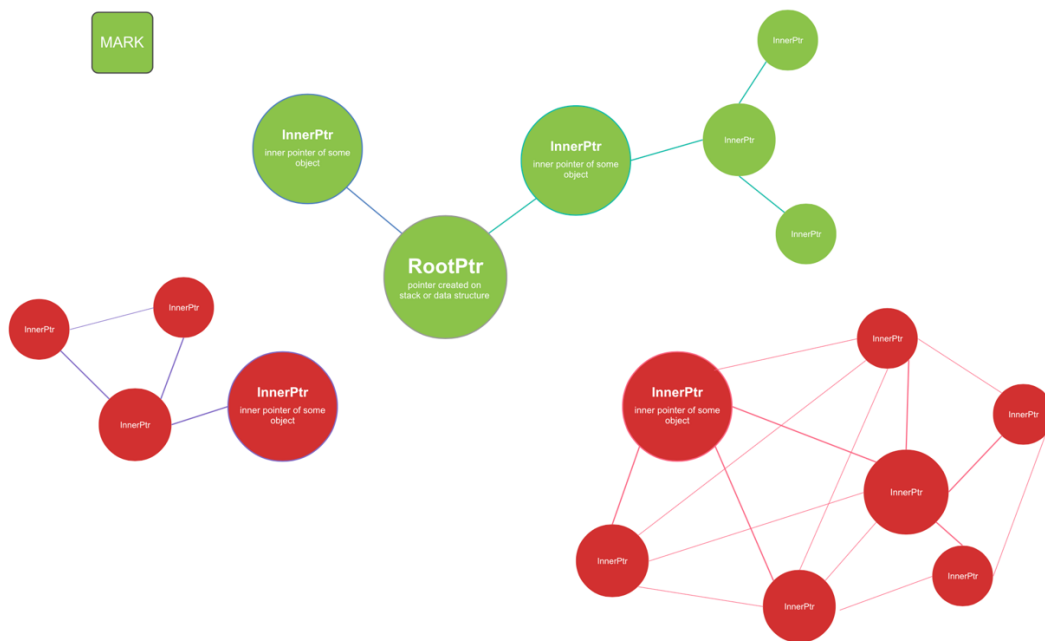 MARK
InnerPtr
InnerPtr
inner pointer of some
object
InnerPtr
inner pointer of some
object
InnerPtr
InnerPtr
RootPtr
pointer created on
stack or data structure
InnerPtr
InnerPtr
InnerPtr
InnerPtr
inner pointer of some
object
InnerPtr
InnerPtr
inner pointer of some
object
InnerPtr
InnerPtr
InnerPtr
InnerPtr
InnerPtr
InnerPtr